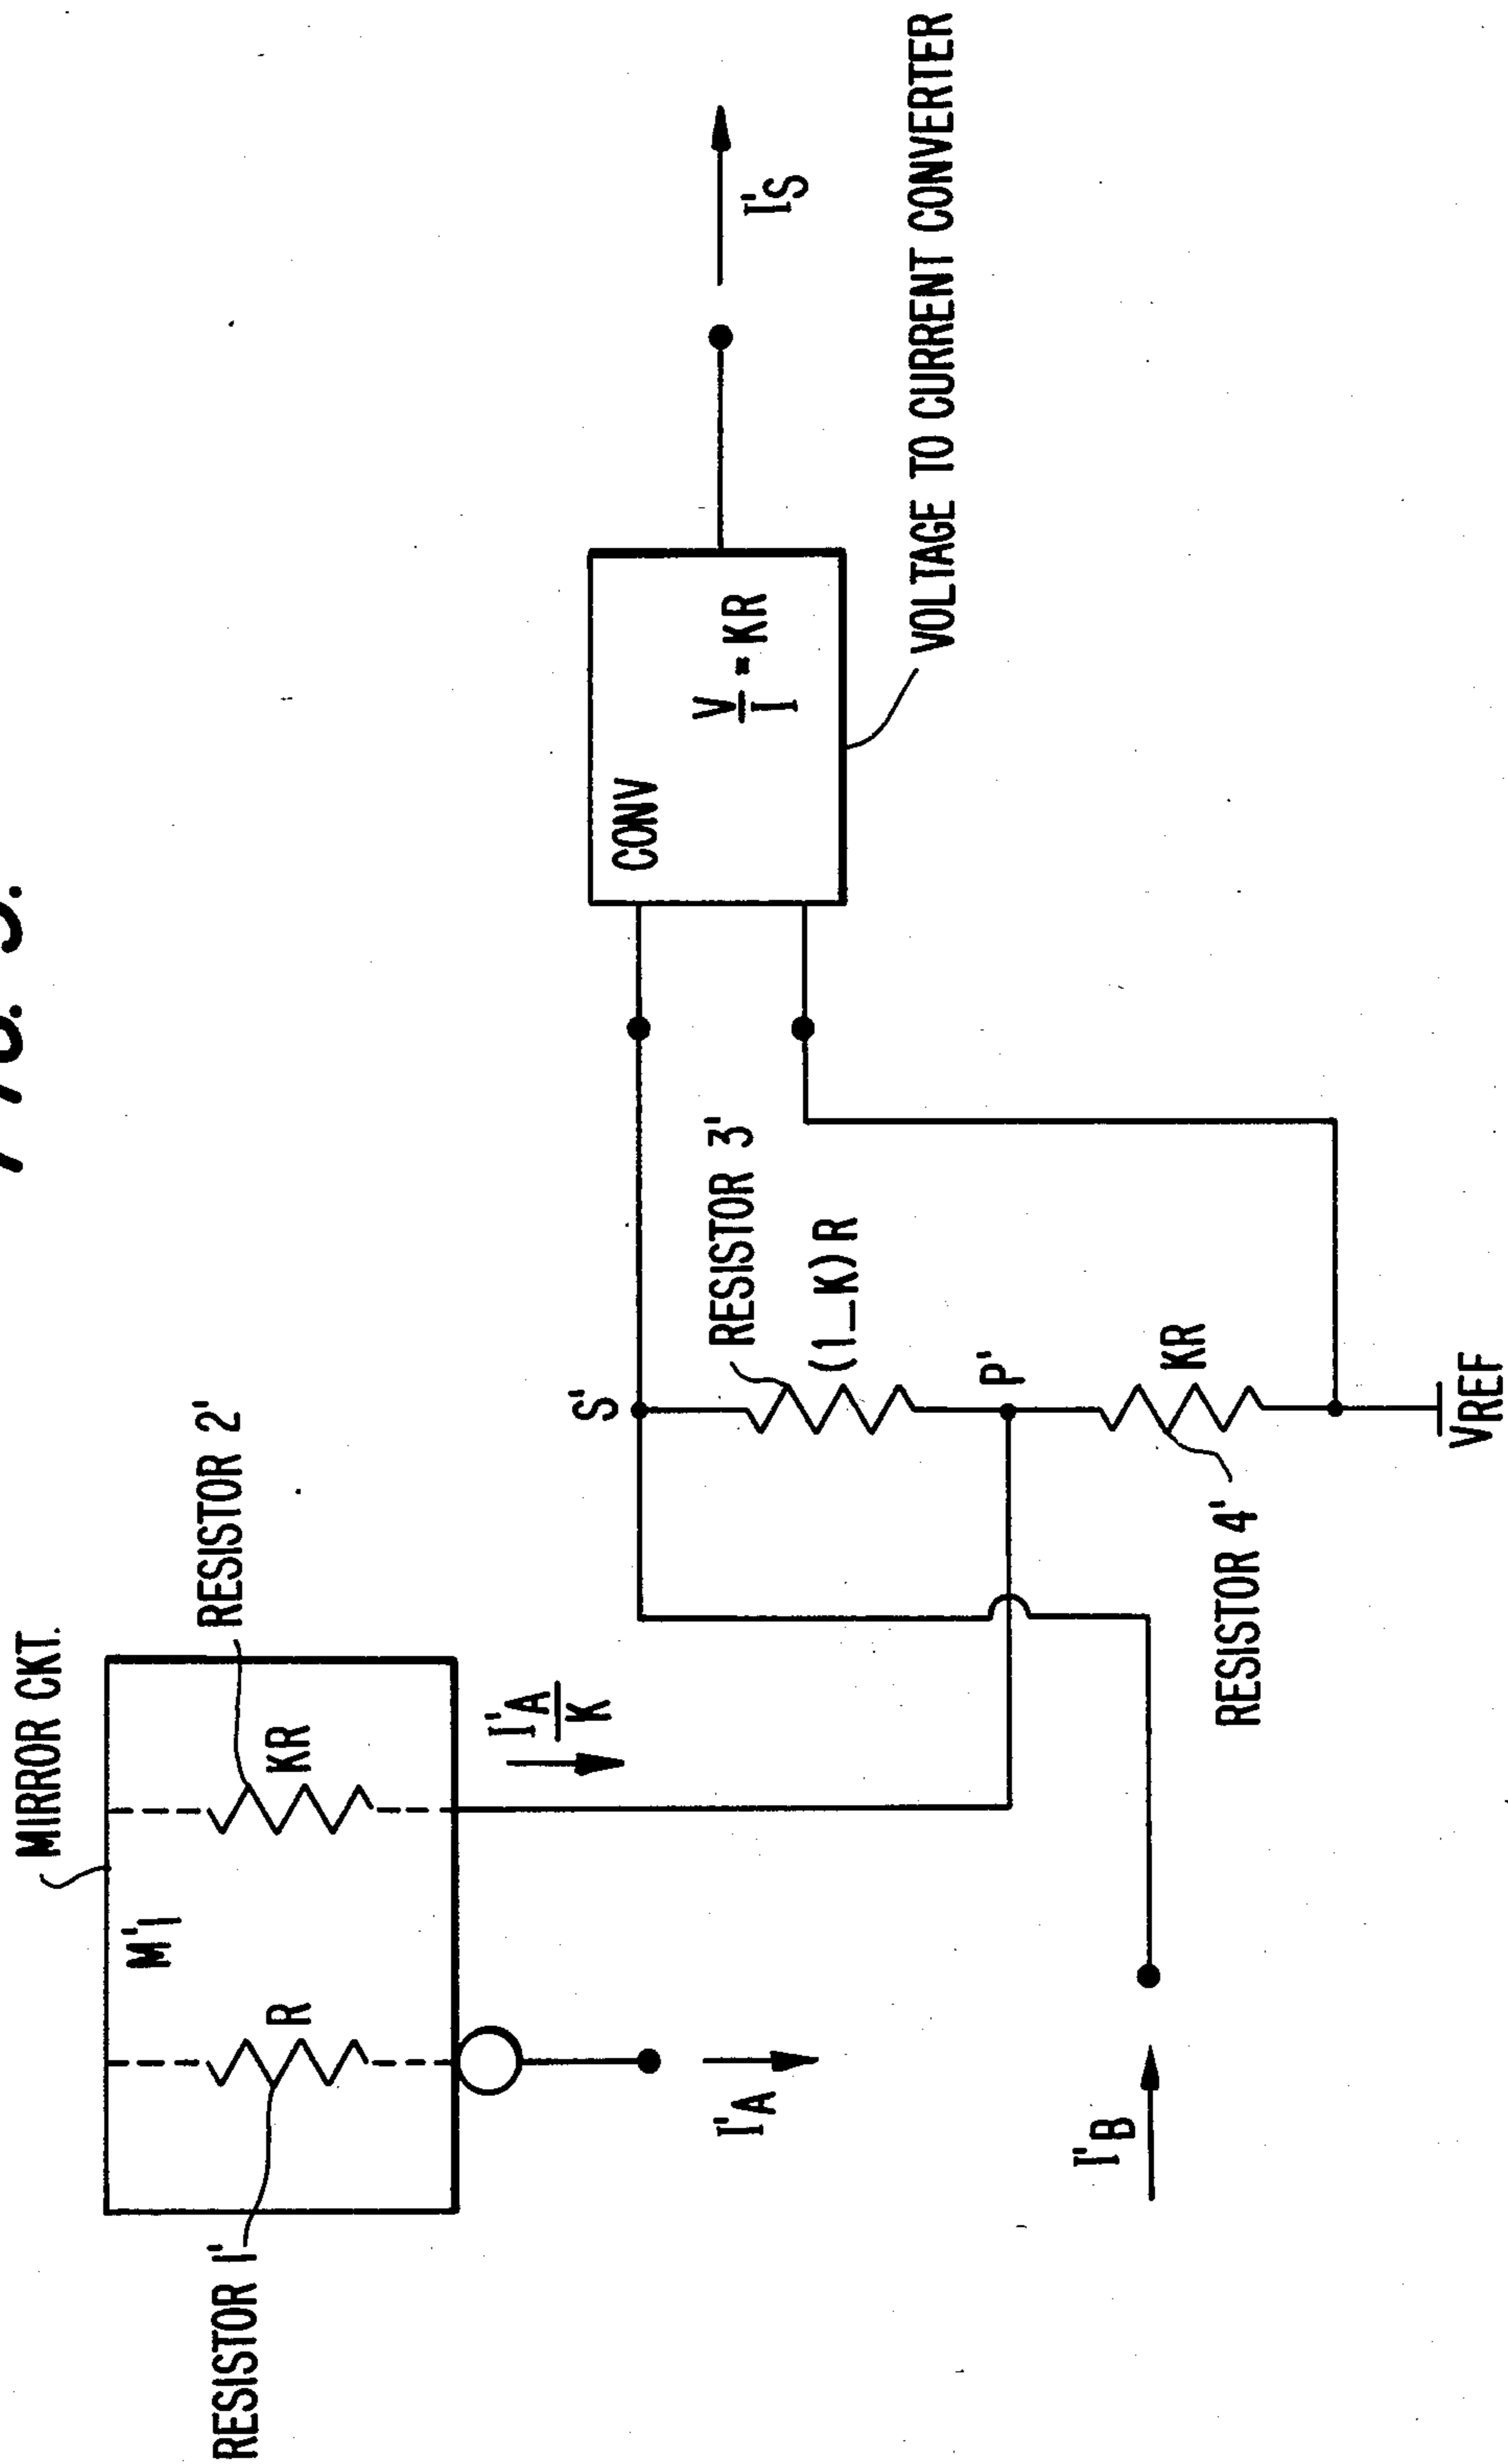 MIRROR CKT.
RESISTOR 1'
RESISTOR 2'
M'1
R
KR
I'A
I'A
K
I'B
S'
RESISTOR 3'
(1_K)R
P'
KR
RESISTOR 4'
VREF
CONV
V
I
= KR
I'S
VOLTAGE TO CURRENT CONVERTER